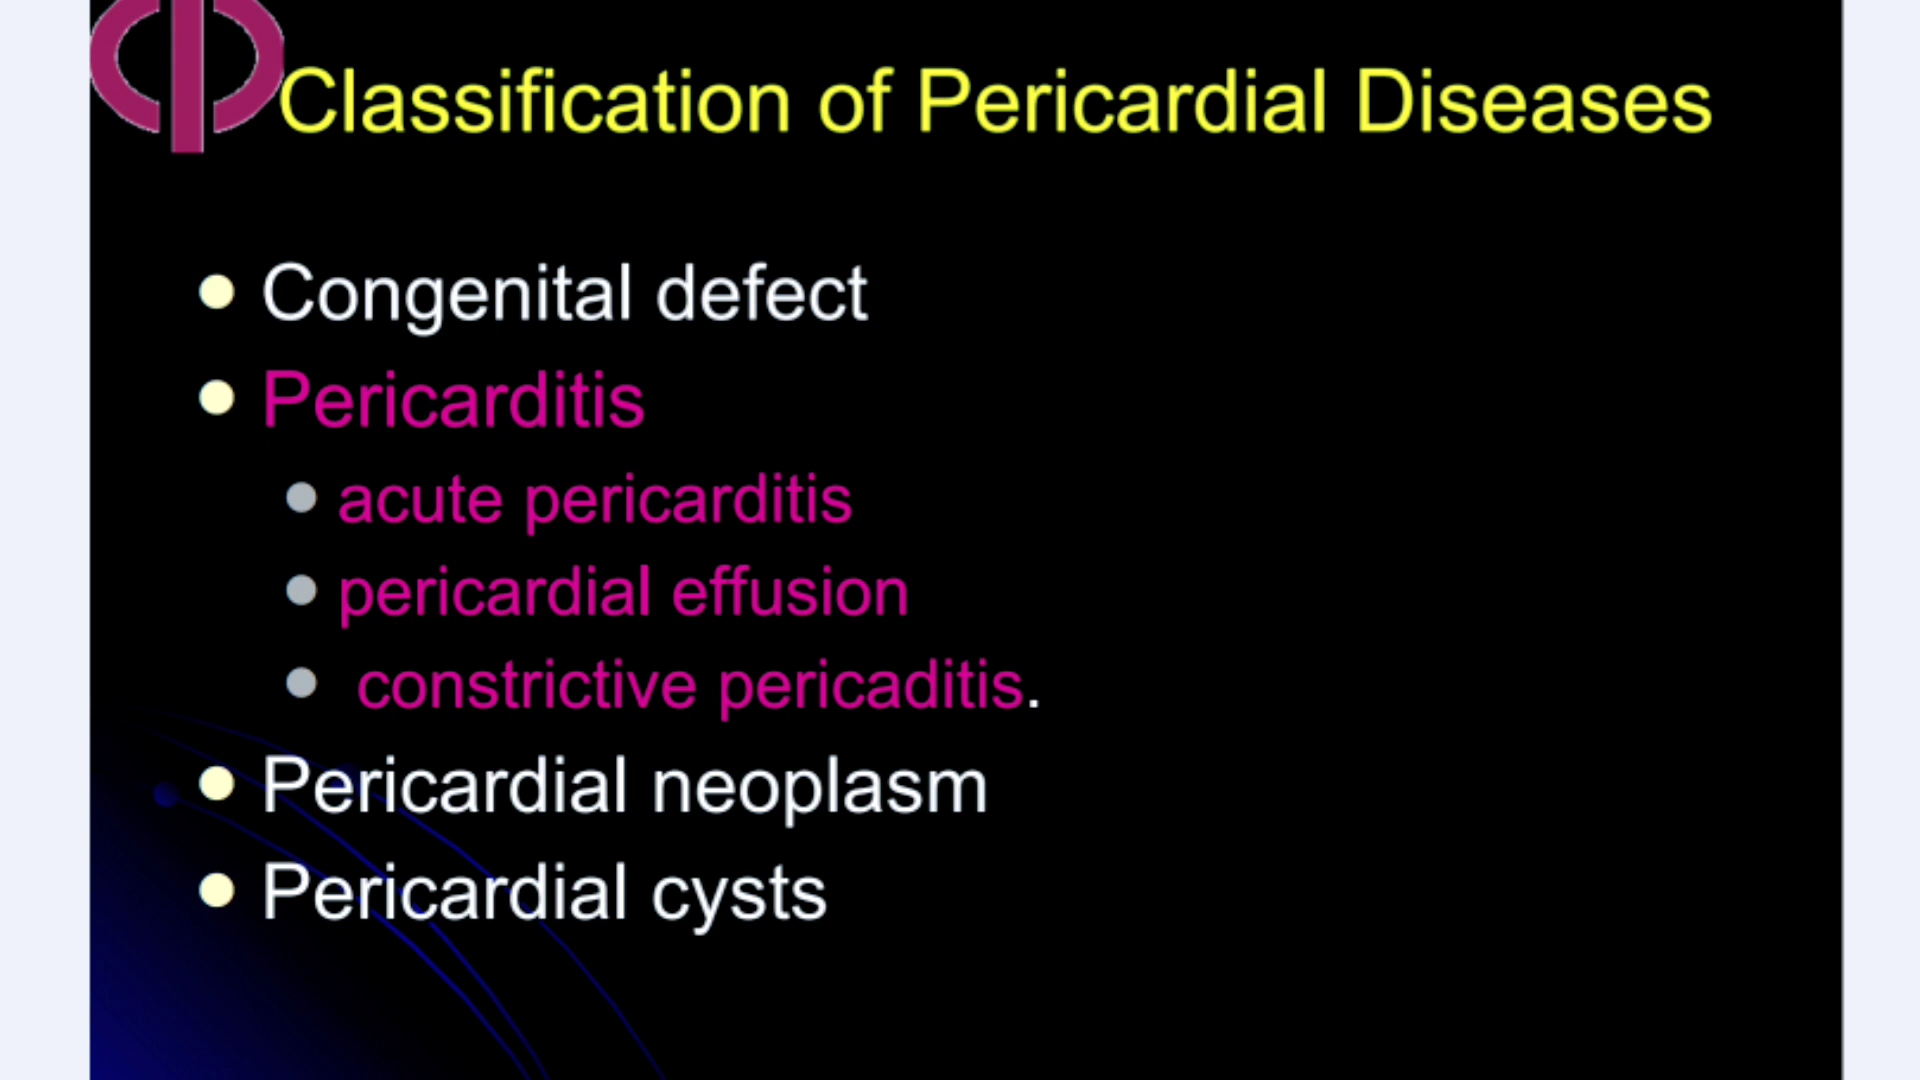 Classification of Pericardial Diseases
Congenital defect
Pericarditis
acute pericarditis
pericardial effusion
constrictive pericaditis.
Pericardial neoplasm
Pericardial cysts